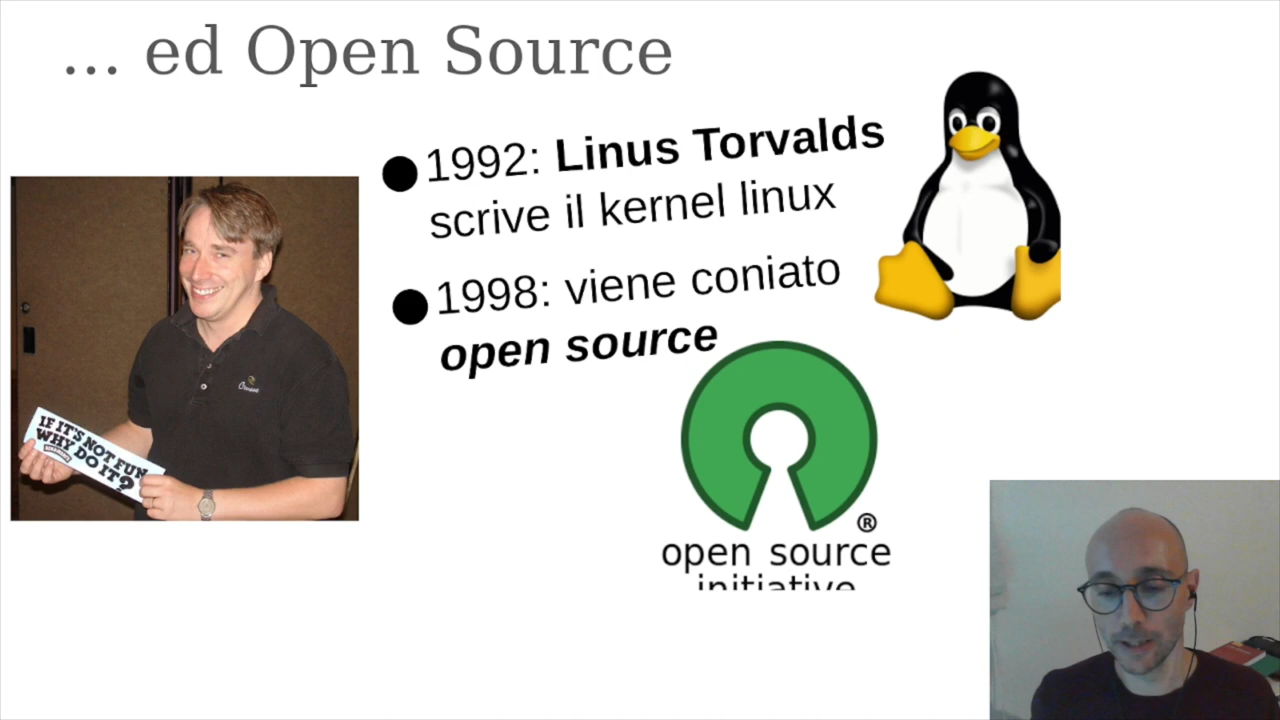 ... ed Open Source
1992: Linus Torvalds
scrive il kernel linux
1998: viene coniato
open source
IF IT'S NOT FUN
WHY DO IT?
®
open source
initiative